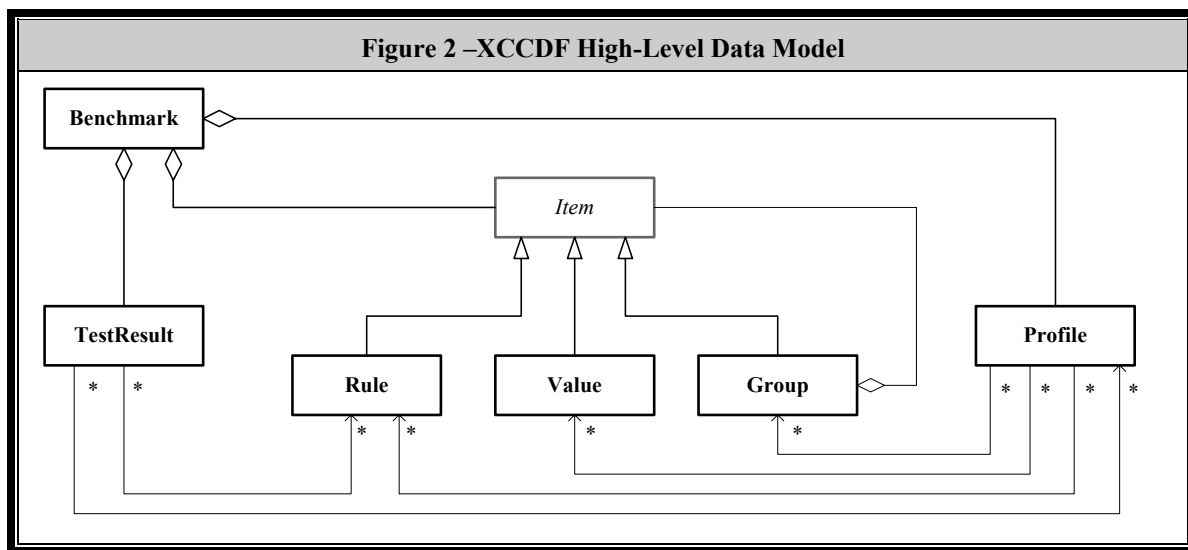 Figure 2 –XCCDF High-Level Data Model
Benchmark
Item
TestResult
Profile
Rule
Value
Group
* * * * * *
* * * *